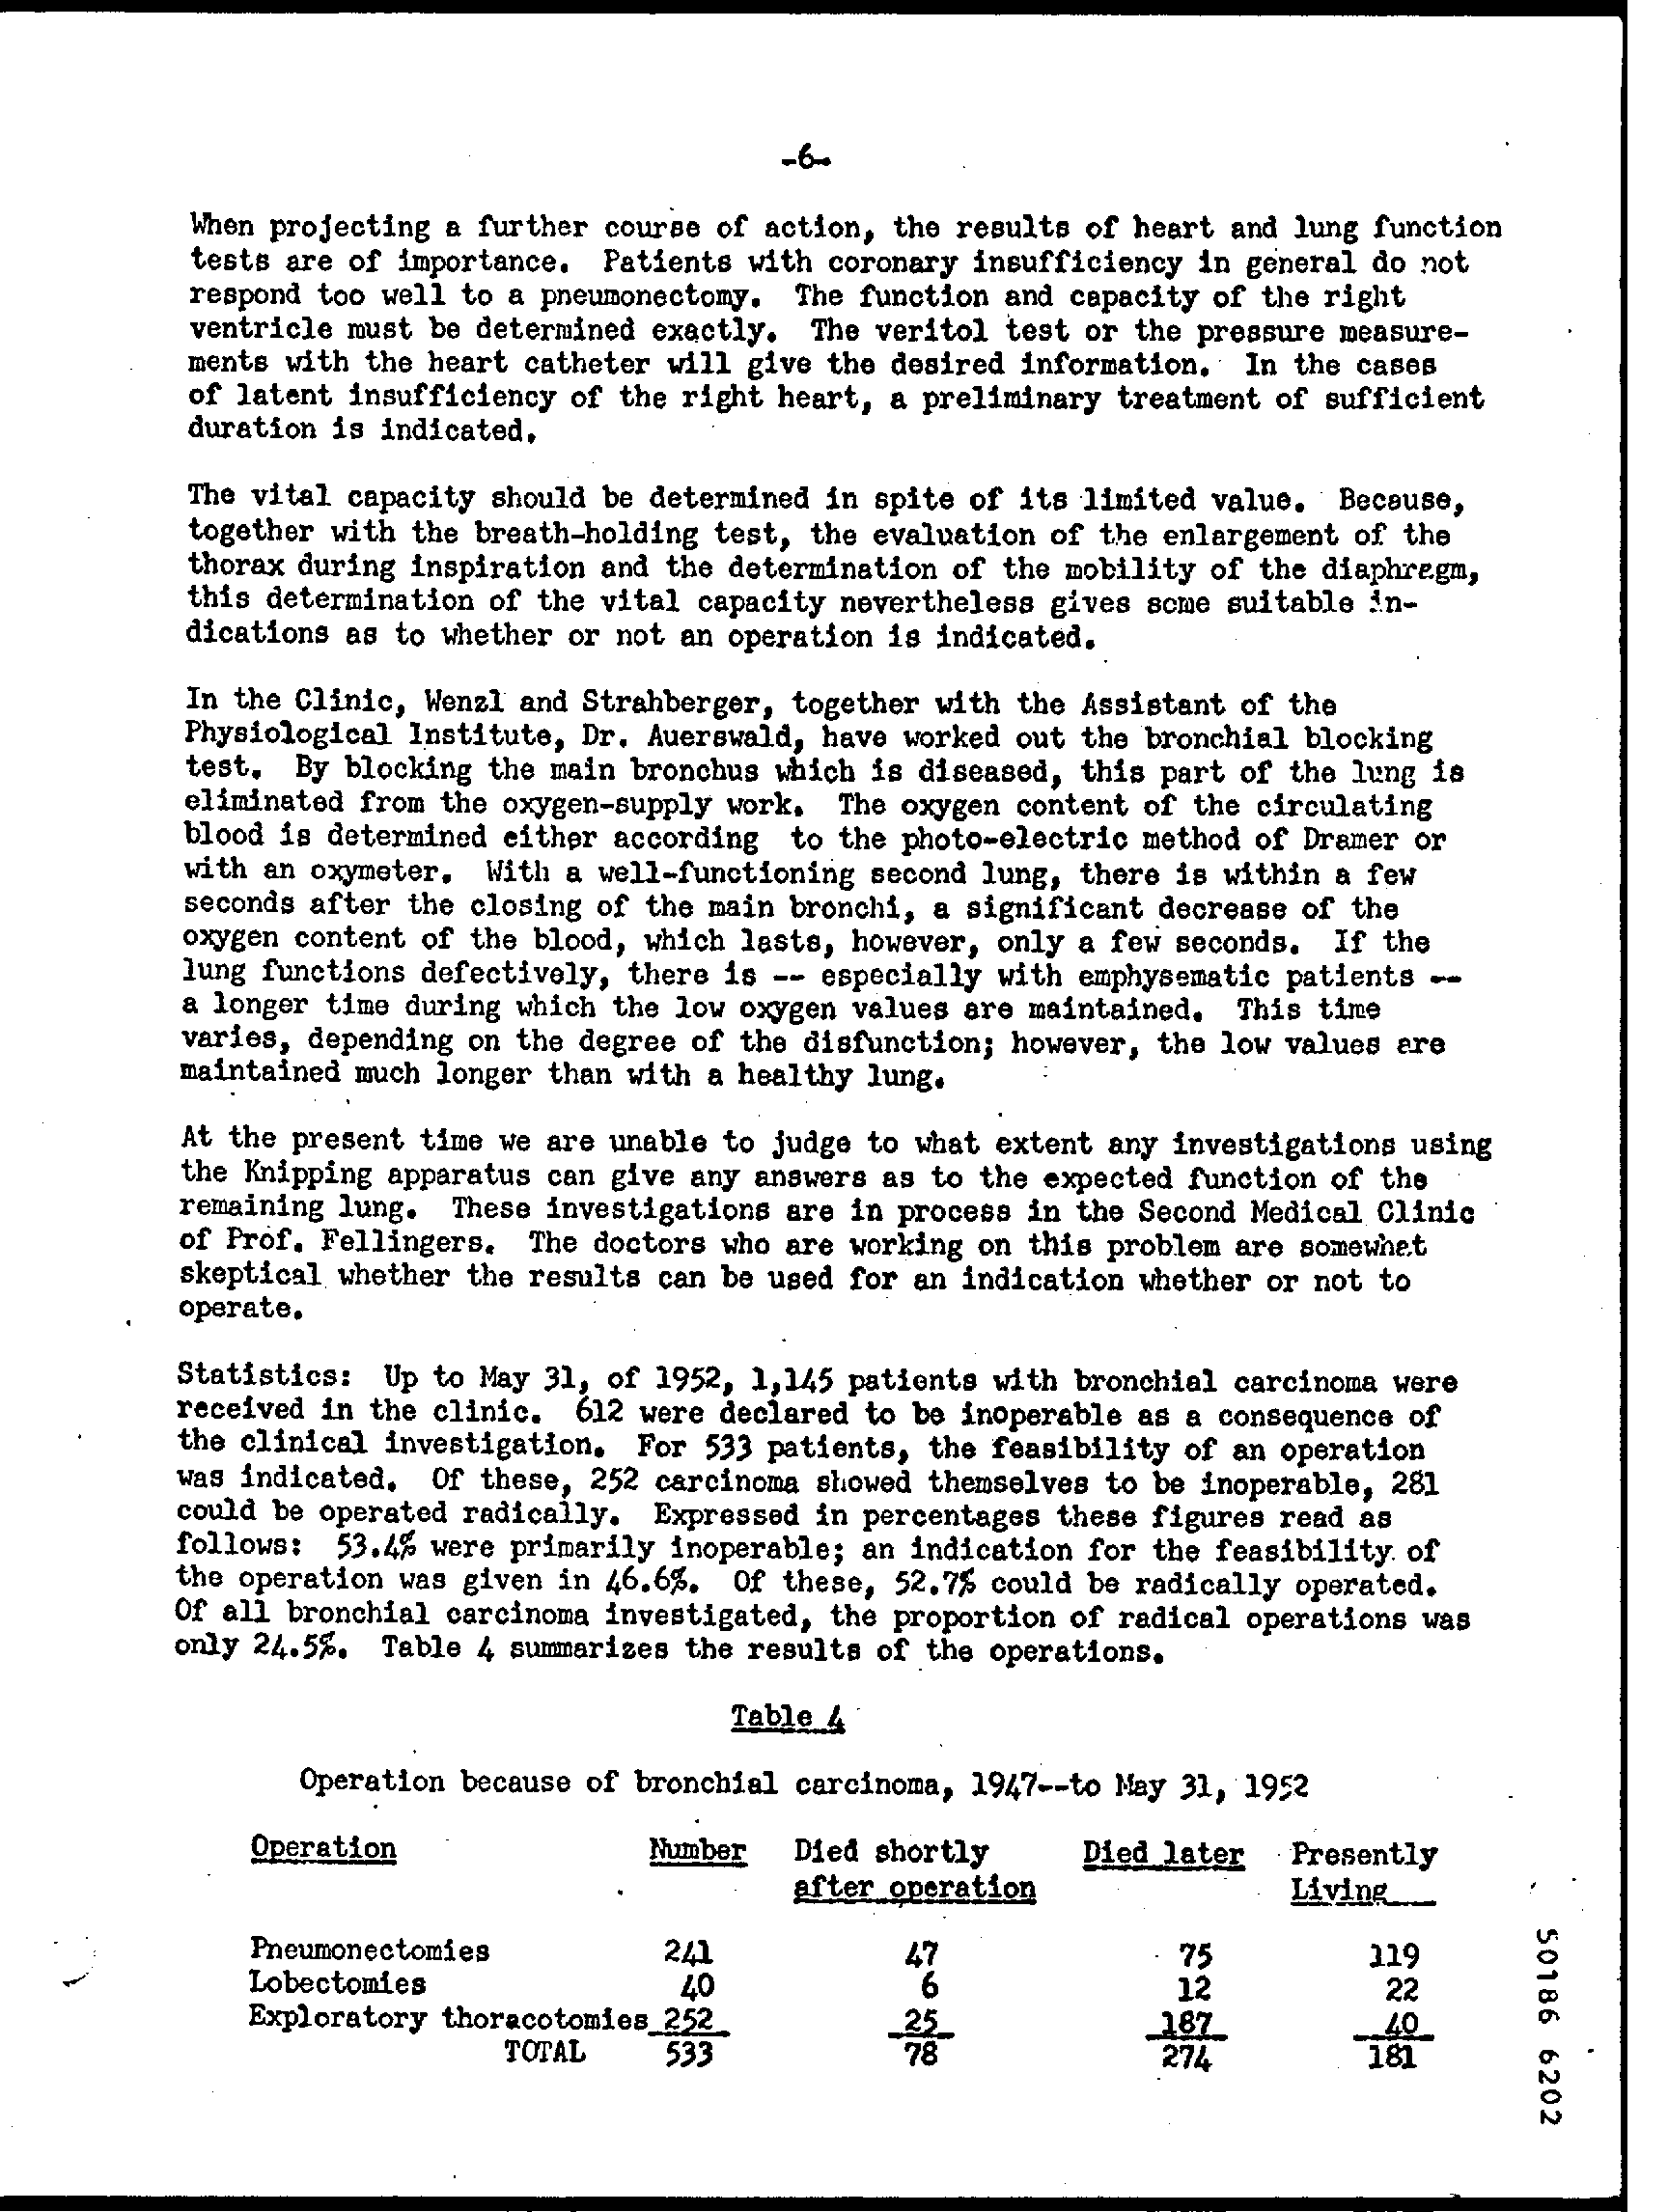 -6-
When projecting a further course of action, the results of heart and lung function
tests are of importance. Patients with coronary insufficiency in general do not
respond too well to a pneumonectomy. The function and capacity of the right
ventricle must be determined exactly. The veritol test or the pressure measure-
ments with the heart catheter will give the desired information. In the cases
of latent insufficiency of the right heart, a preliminary treatment of sufficient
duration is indicated.
The vital capacity should be determined in spite of its limited value. Because,
together with the breath-holding test, the evaluation of the enlargement of the
thorax during inspiration and the determination of the mobility of the diaphragm,
this determination of the vital capacity nevertheless gives some suitable in-
dications as to whether or not an operation is indicated.
In the Clinic, Wenzl and Strahberger, together with the Assistant of the
Physiological Institute, Dr. Auerswald, have worked out the bronchial blocking
test. By blocking the main bronchus which is diseased, this part of the lung is
eliminated from the oxygen-supply work. The oxygen content of the circulating
blood is determined either according to the photo-electric method of Dramer or
with an oxymeter. With a well-functioning second lung, there is within a few
seconds after the closing of the main bronchi, a significant decrease of the
oxygen content of the blood, which lasts, however, only a few seconds. If the
lung functions defectively, there is -- especially with emphysematic patients --
a longer time during which the low oxygen values are maintained. This time
varies, depending on the degree of the disfunction; however, the low values are
maintained much longer than with a healthy lung.
At the present time we are unable to judge to what extent any investigations using
the Knipping apparatus can give any answers as to the expected function of the
remaining lung. These investigations are in process in the Second Medical Clinic
of Prof. Fellingers. The doctors who are working on this problem are somewhat
skeptical whether the results can be used for an indication whether or not to
operate.
Statistics: Up to May 31, of 1952, 1,145 patients with bronchial carcinoma were
received in the clinic. 612 were declared to be inoperable as a consequence of
the clinical investigation. For 533 patients, the feasibility of an operation
was indicated. Of these, 252 carcinoma showed themselves to be inoperable, 281
could be operated radically. Expressed in percentages these figures read as
follows: 53.4% were primarily inoperable; an indication for the feasibility of
the operation was given in 46.6%. Of these, 52.7% could be radically operated.
Of all bronchial carcinoma investigated, the proportion of radical operations was
only 24.5%. Table 4 summarizes the results of the operations.
Table 4
Operation because of bronchial carcinoma, 1947--to May 31, 1952
Operation Number Died shortly Died later Presently
after operation Living
Pneumonectomies 241 47 75 119
Lobectomies 40 6 12 22
Exploratory thoracotomies 252 25 187 40
TOTAL 533 78 274 181
50186 6202